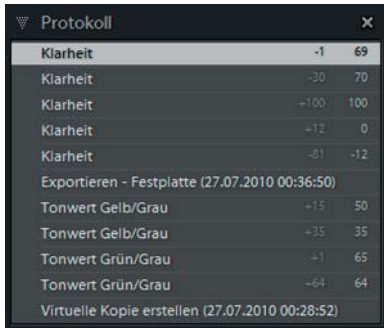 Protokoll
Klarheit -1 69
Klarheit -30 70
Klarheit +100 100
Klarheit +12 0
Klarheit -81 -12
Exportieren - Festplatte (27.07.2010 00:36:50)
Tonwert Gelb/Grau +15 50
Tonwert Gelb/Grau +35 35
Tonwert Grün/Grau +1 65
Tonwert Grün/Grau +64 64
Virtuelle Kopie erstellen (27.07.2010 00:28:52)